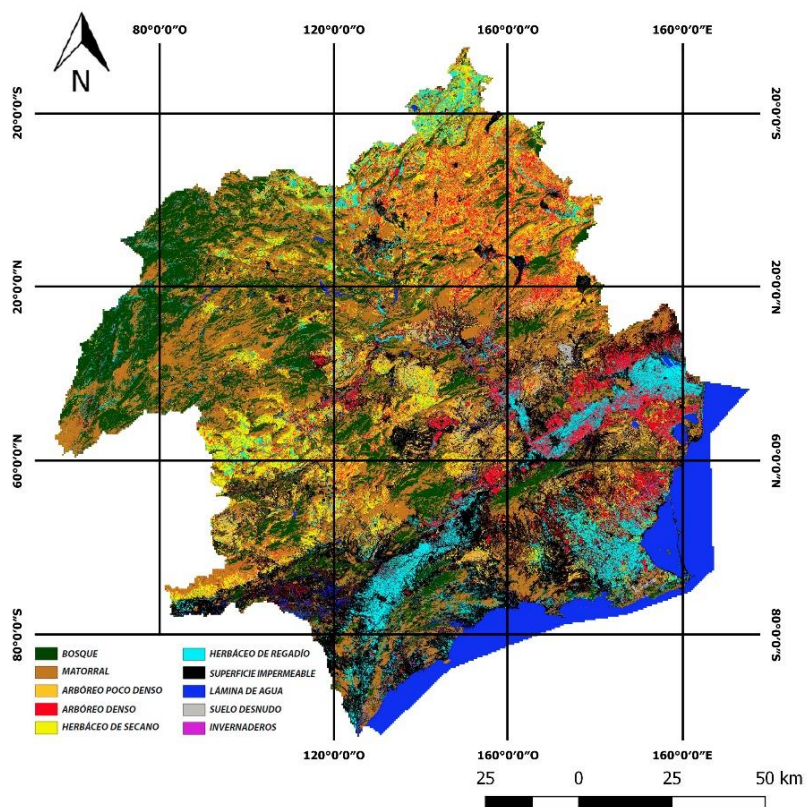 80°0'0"O 120°0'0"O 160°0'0"O 160°0'0"E
N
20°0'0"S 20°0'0"S
20°0'0"N 20°0'0"N
60°0'0"N 60°0'0"N
80°0'0"S 80°0'0"S
BOSQUE
MATORRAL
ARBÓREO POCO DENSO
ARBÓREO DENSO
HERBÁCEO DE SECANO
HERBÁCEO DE REGADÍO
SUPERFICIE IMPERMEABLE
LÁMINA DE AGUA
SUELO DESNUDO
INVERNADEROS
120°0'0"O 160°0'0"O 160°0'0"E
25 0 25 50 km